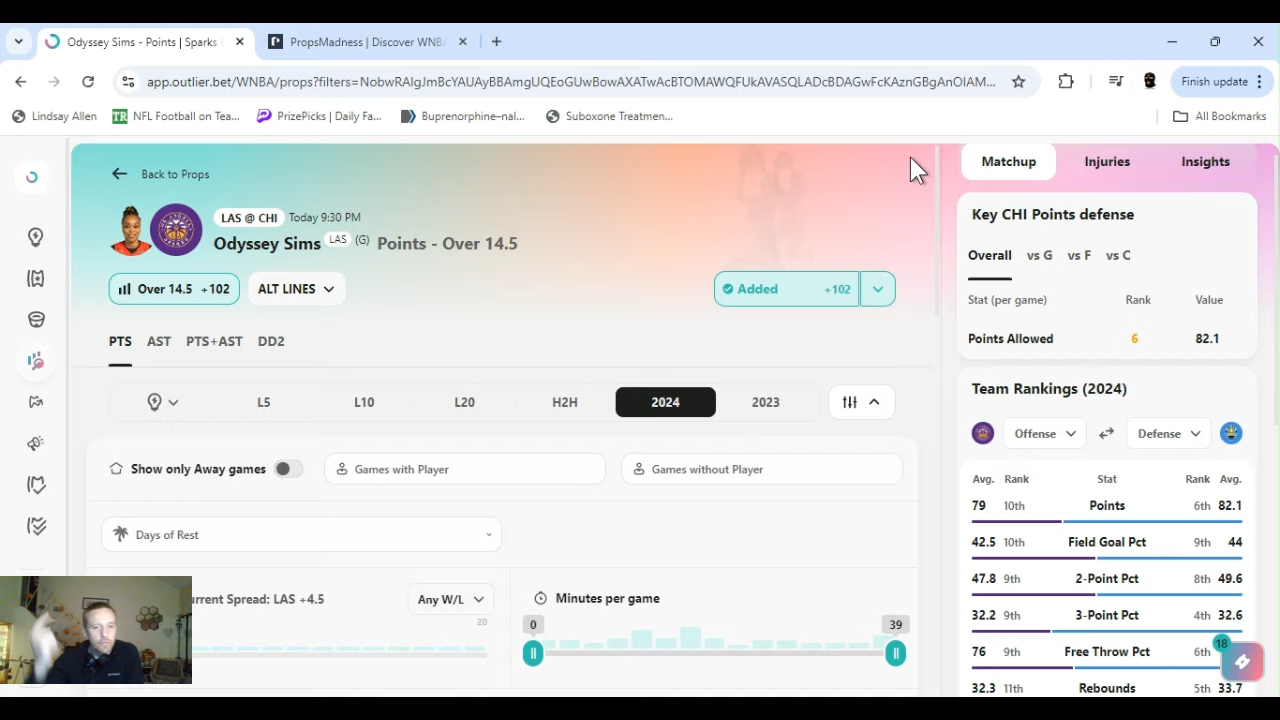 Odyssey Sims - Points | Sparks
PropsMadness | Discover WNB
app.outlier.bet/WNBA/props?filters=NobwRAlgJmBcYAUAyBBAmgUQEoGUwBowAXATwAcBTOMAWQFUkAVASQLADcBDAGwFcKAznGBgAnOIAM...
Finish update
Lindsay Allen
NFL Football on Tea...
PrizePicks | Daily Fa...
Buprenorphine–nal...
Suboxone Treatmen...
All Bookmarks
Back to Props
LAS @ CHI Today 9:30 PM
Odyssey Sims LAS (G) Points - Over 14.5
Over 14.5 +102
ALT LINES
Added +102
PTS AST PTS+AST DD2
L5 L10 L20 H2H 2024 2023
Show only Away games
Games with Player
Games without Player
Days of Rest
rrent Spread: LAS +4.5
Any W/L
20
Minutes per game
0
39
Matchup Injuries Insights
Key CHI Points defense
Overall vs G vs F vs C
Stat (per game) Rank Value
Points Allowed 6 82.1
Team Rankings (2024)
Offense Defense
Avg. Rank Stat Rank Avg.
79 10th Points 6th 82.1
42.5 10th Field Goal Pct 9th 44
47.8 9th 2-Point Pct 8th 49.6
32.2 9th 3-Point Pct 4th 32.6
76 9th Free Throw Pct 6th
18
32.3 11th Rebounds 5th 33.7